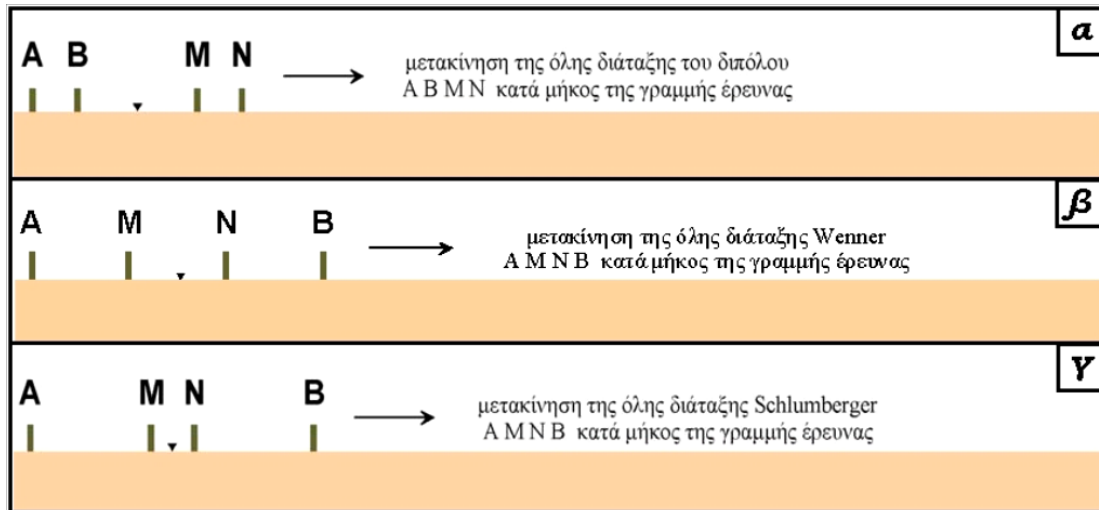 α
A B M N
μετακίνηση της όλης διάταξης του διπόλου
A B M N κατά μήκος της γραμμής έρευνας
β
A M N B
μετακίνηση της όλης διάταξης Wenner
A M N B κατά μήκος της γραμμής έρευνας
γ
A M N B
μετακίνηση της όλης διάταξης Schlumberger
A M N B κατά μήκος της γραμμής έρευνας